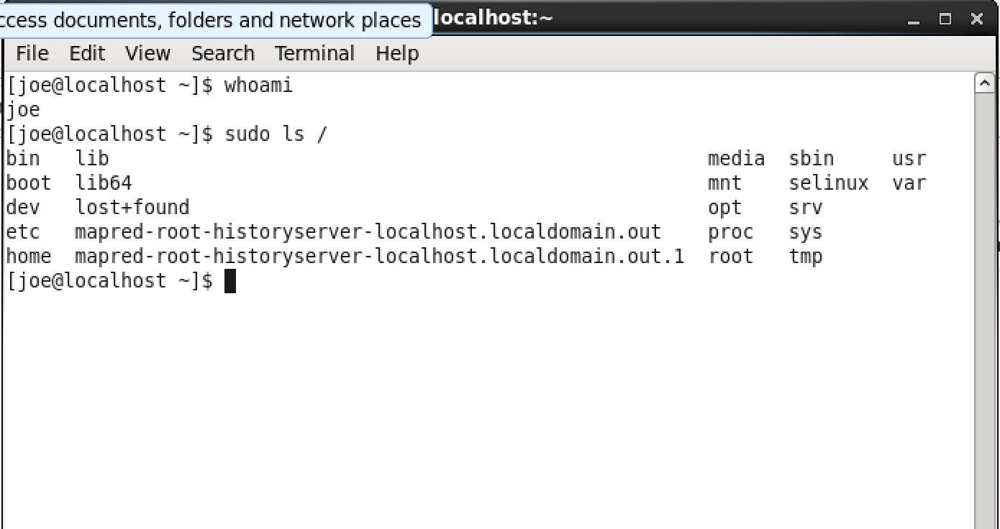 ccess documents, folders and network places
localhost:~
File Edit View Search Terminal Help
[joe@localhost ~]$ whoami
joe
[joe@localhost ~]$ sudo ls /
bin lib media sbin usr
boot lib64 mnt selinux var
dev lost+found opt srv
etc mapred-root-historyserver-localhost.localdomain.out proc sys
home mapred-root-historyserver-localhost.localdomain.out.1 root tmp
[joe@localhost ~]$